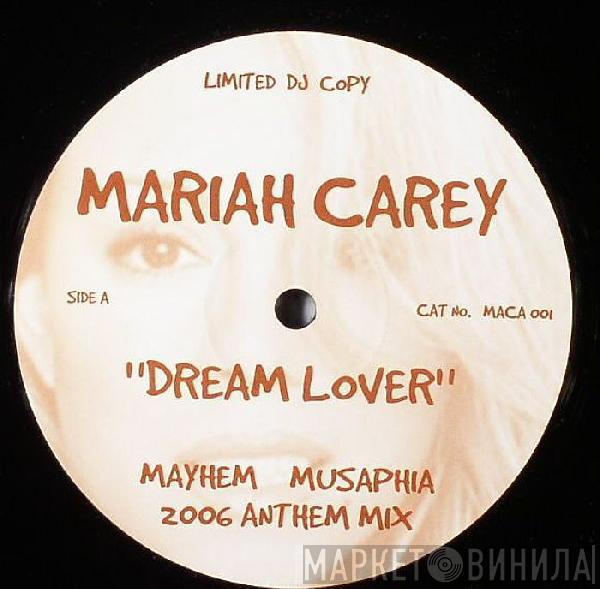 LIMITED DJ COPY
MARIAH CAREY
SIDE A
CAT No. MACA 001
"DREAM LOVER"
MAYHEM MUSAPHIA
2006 ANTHEM MIX
МАРКЕТ ВИНИЛА